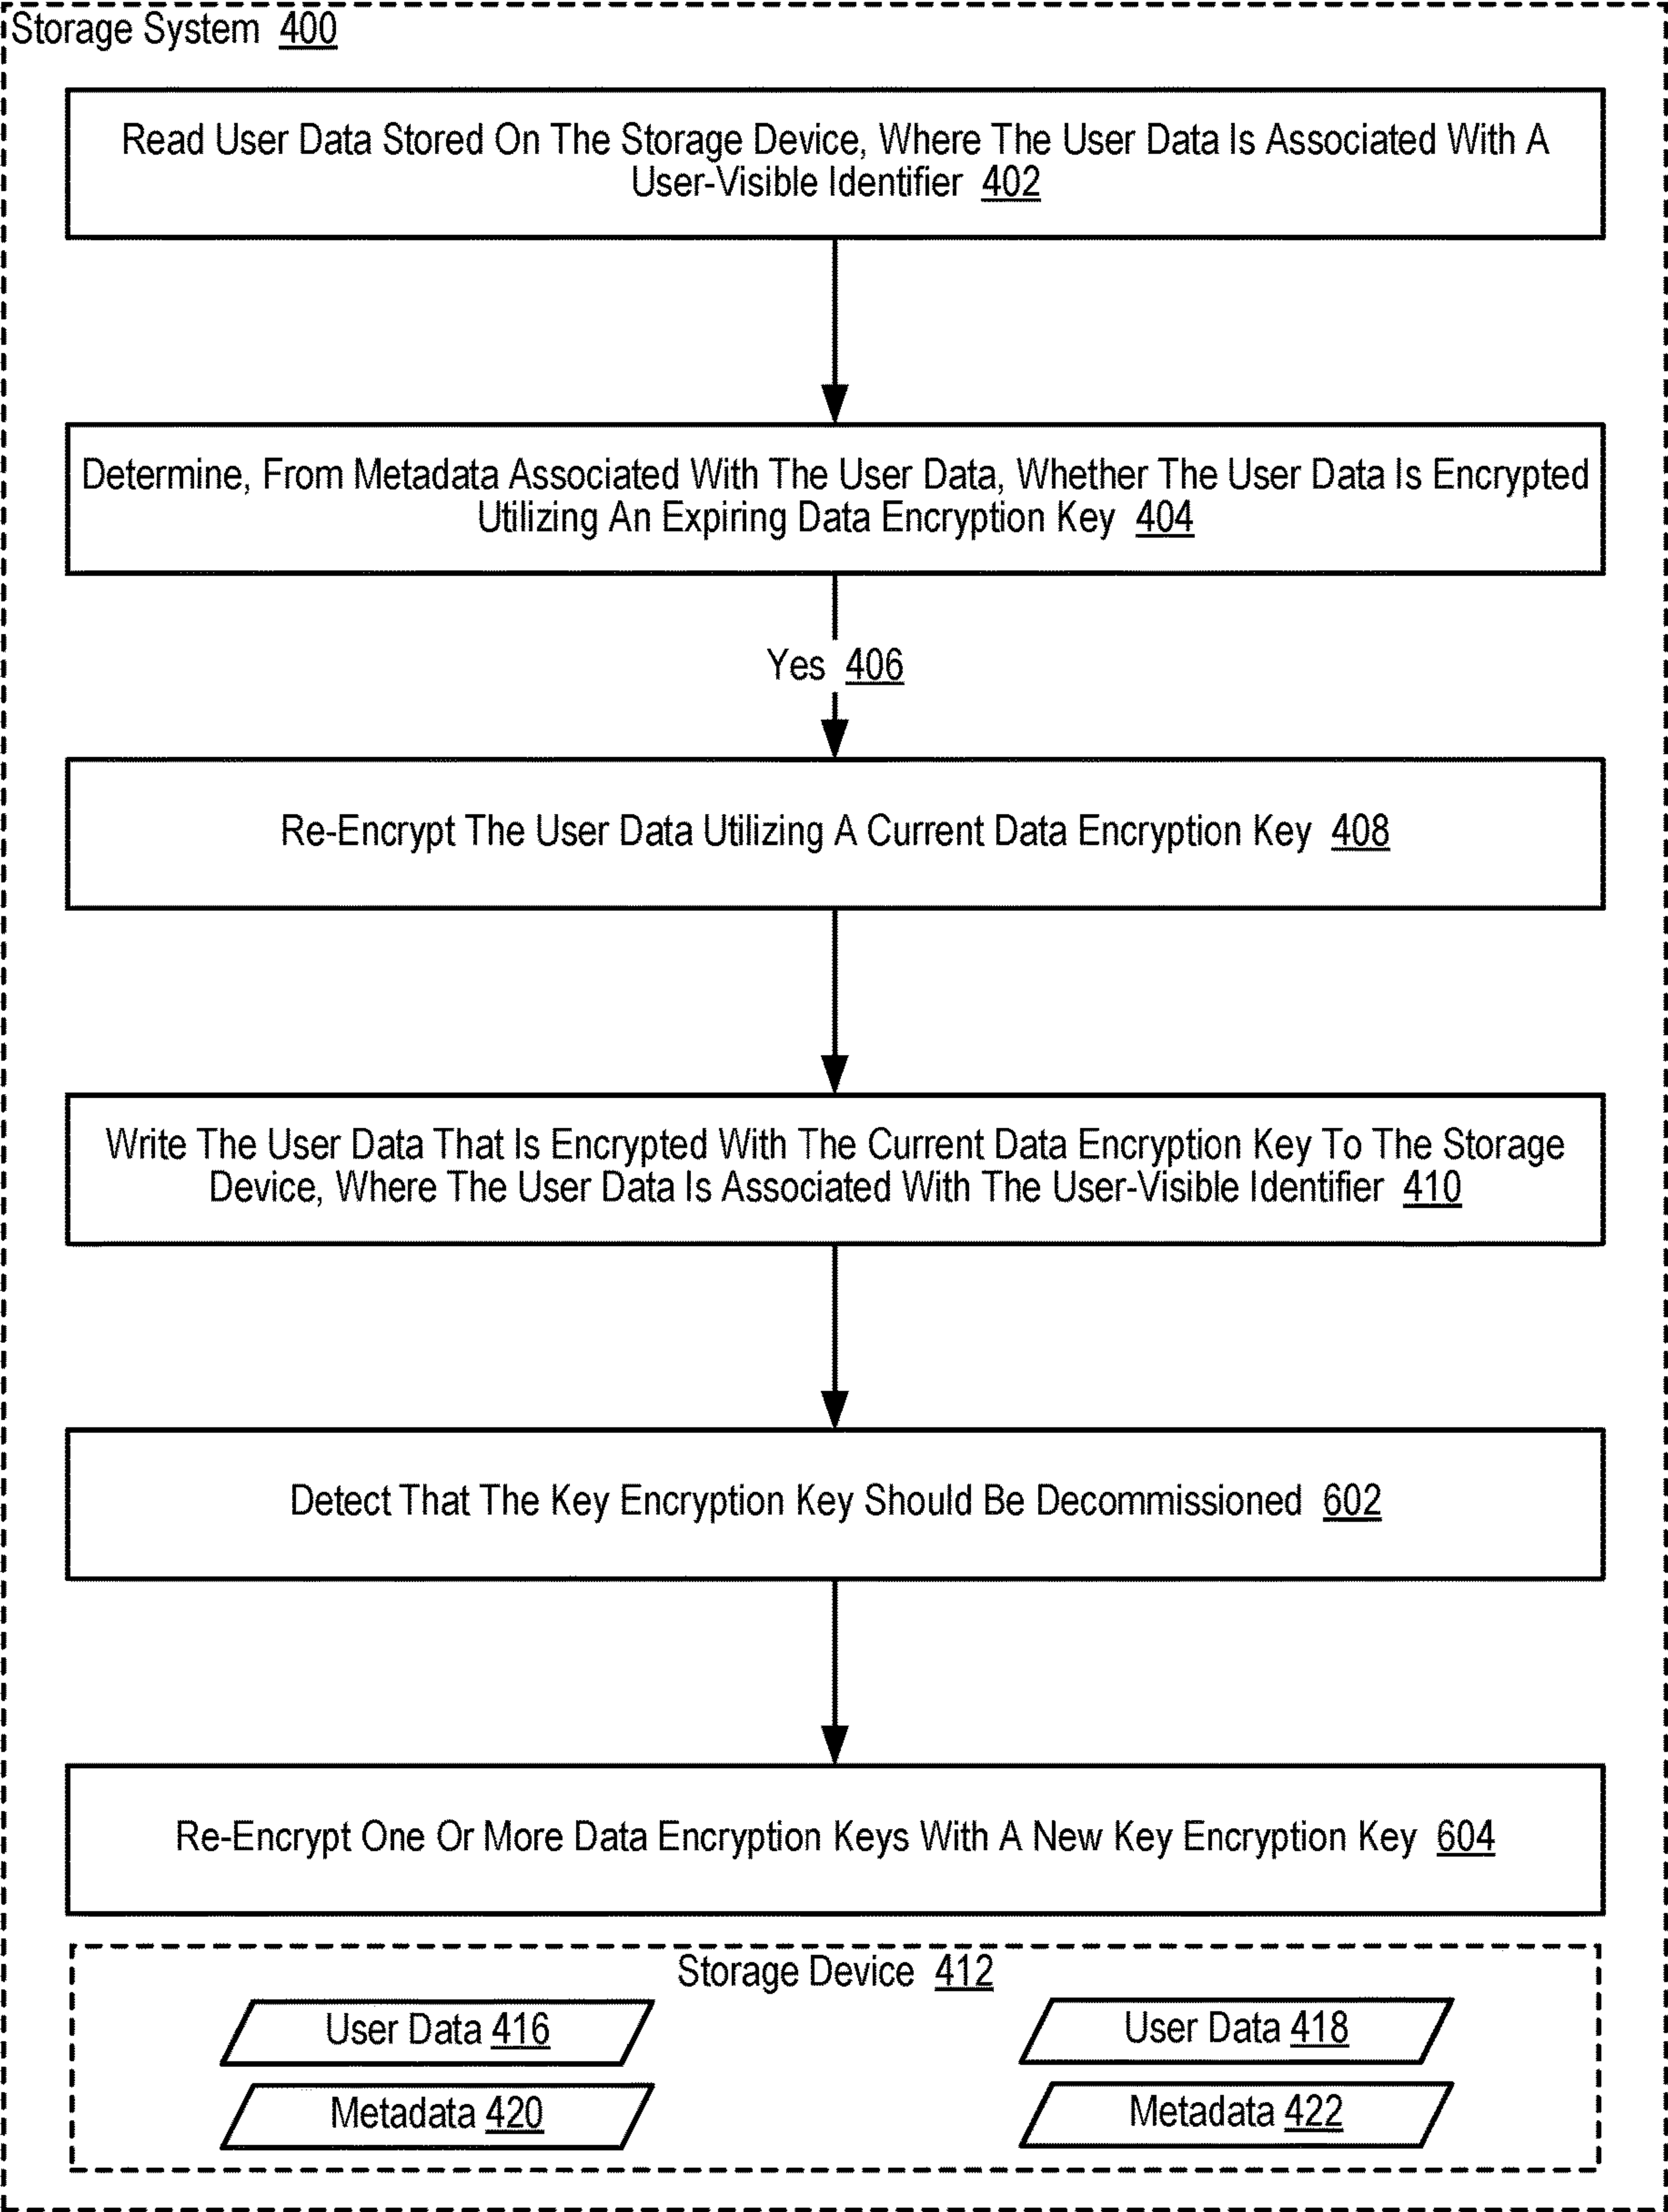 Storage System 400
Read User Data Stored On The Storage Device, Where The User Data Is Associated With A
User-Visible Identifier 402
Determine, From Metadata Associated With The User Data, Whether The User Data Is Encrypted
Utilizing An Expiring Data Encryption Key 404
Yes 406
Re-Encrypt The User Data Utilizing A Current Data Encryption Key 408
Write The User Data That Is Encrypted With The Current Data Encryption Key To The Storage
Device, Where The User Data Is Associated With The User-Visible Identifier 410
Detect That The Key Encryption Key Should Be Decommissioned 602
Re-Encrypt One Or More Data Encryption Keys With A New Key Encryption Key 604
Storage Device 412
User Data 416
User Data 418
Metadata 420
Metadata 422